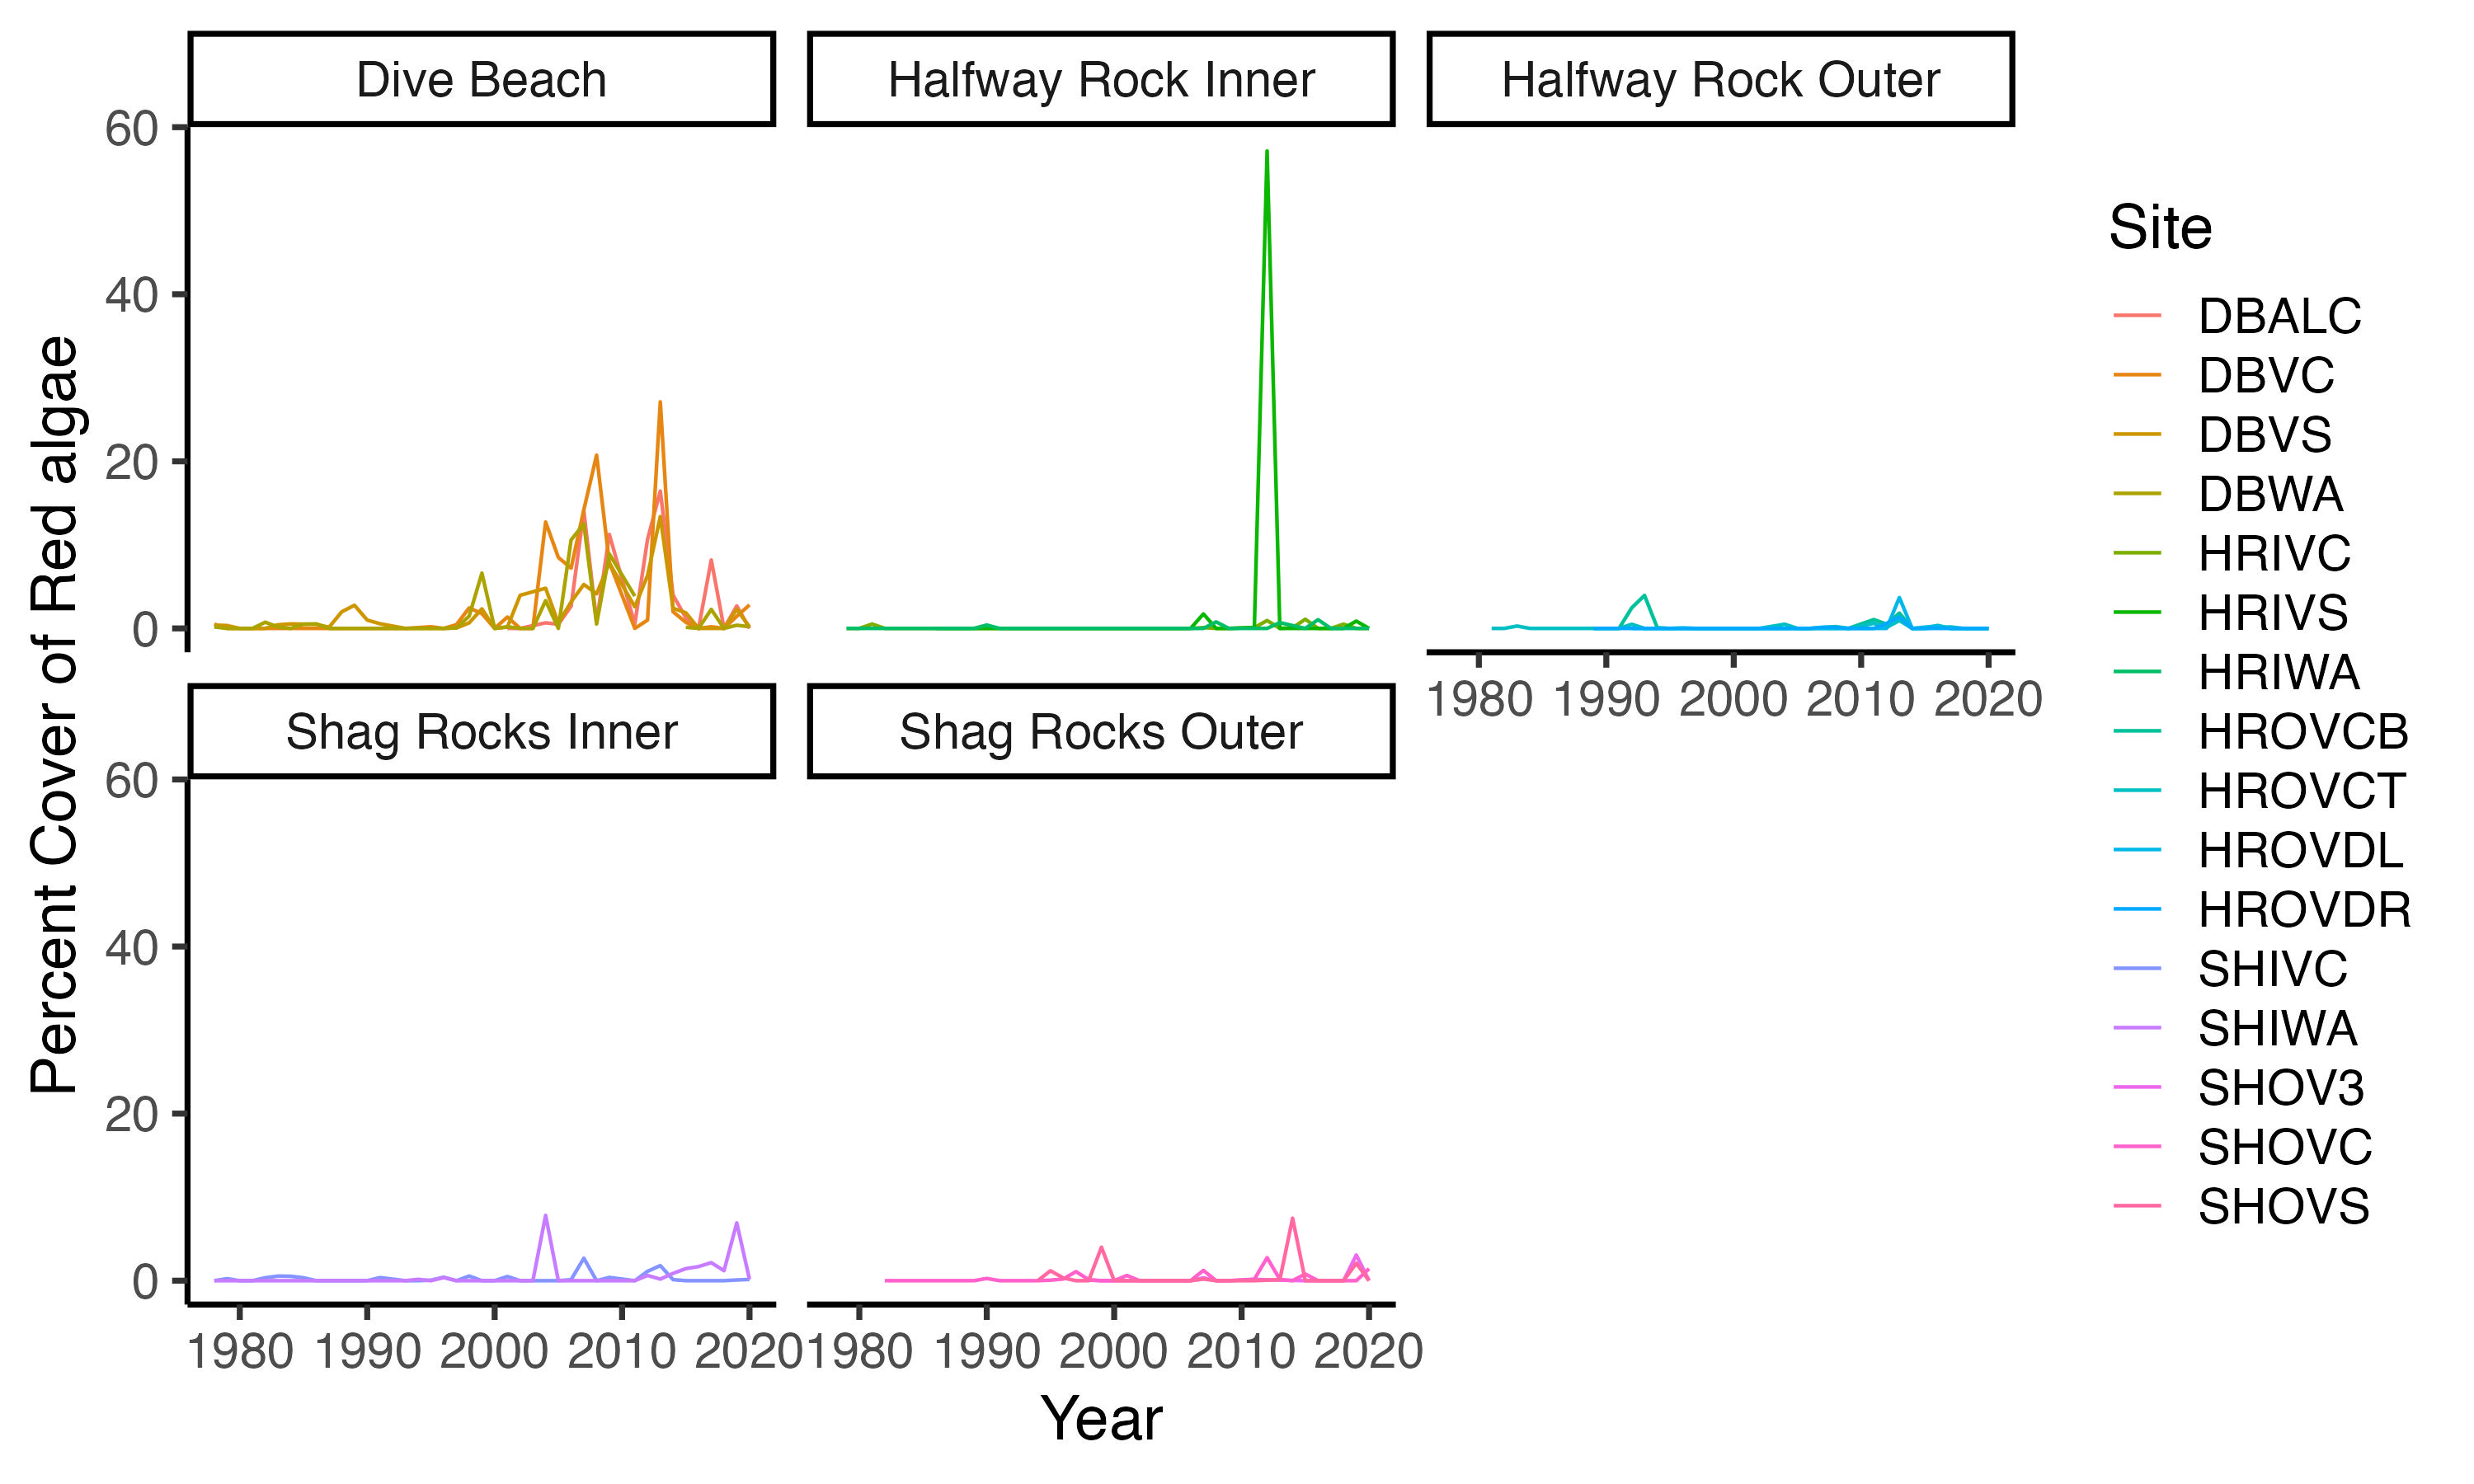 Dive Beach
Halfway Rock Inner
Halfway Rock Outer
60
40
20
0
1980 1990 2000 2010 2020
Shag Rocks Inner
Shag Rocks Outer
60
40
20
0
1980 1990 2000 2010 2020
1980 1990 2000 2010 2020
Year
Percent Cover of Red algae
Site
DBALC
DBVC
DBVS
DBWA
HRIVC
HRIVS
HRIWA
HROVCB
HROVCT
HROVDL
HROVDR
SHIVC
SHIWA
SHOV3
SHOVC
SHOVS